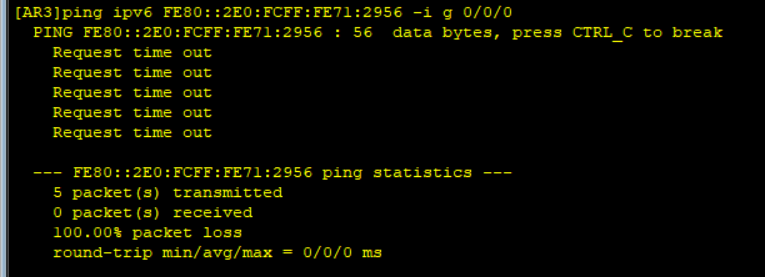 [AR3]ping ipv6 FE80::2E0:FCFF:FE71:2956 -i g 0/0/0
PING FE80::2E0:FCFF:FE71:2956 : 56  data bytes, press CTRL_C to break
Request time out
Request time out
Request time out
Request time out
Request time out
--- FE80::2E0:FCFF:FE71:2956 ping statistics ---
5 packet(s) transmitted
0 packet(s) received
100.00% packet loss
round-trip min/avg/max = 0/0/0 ms